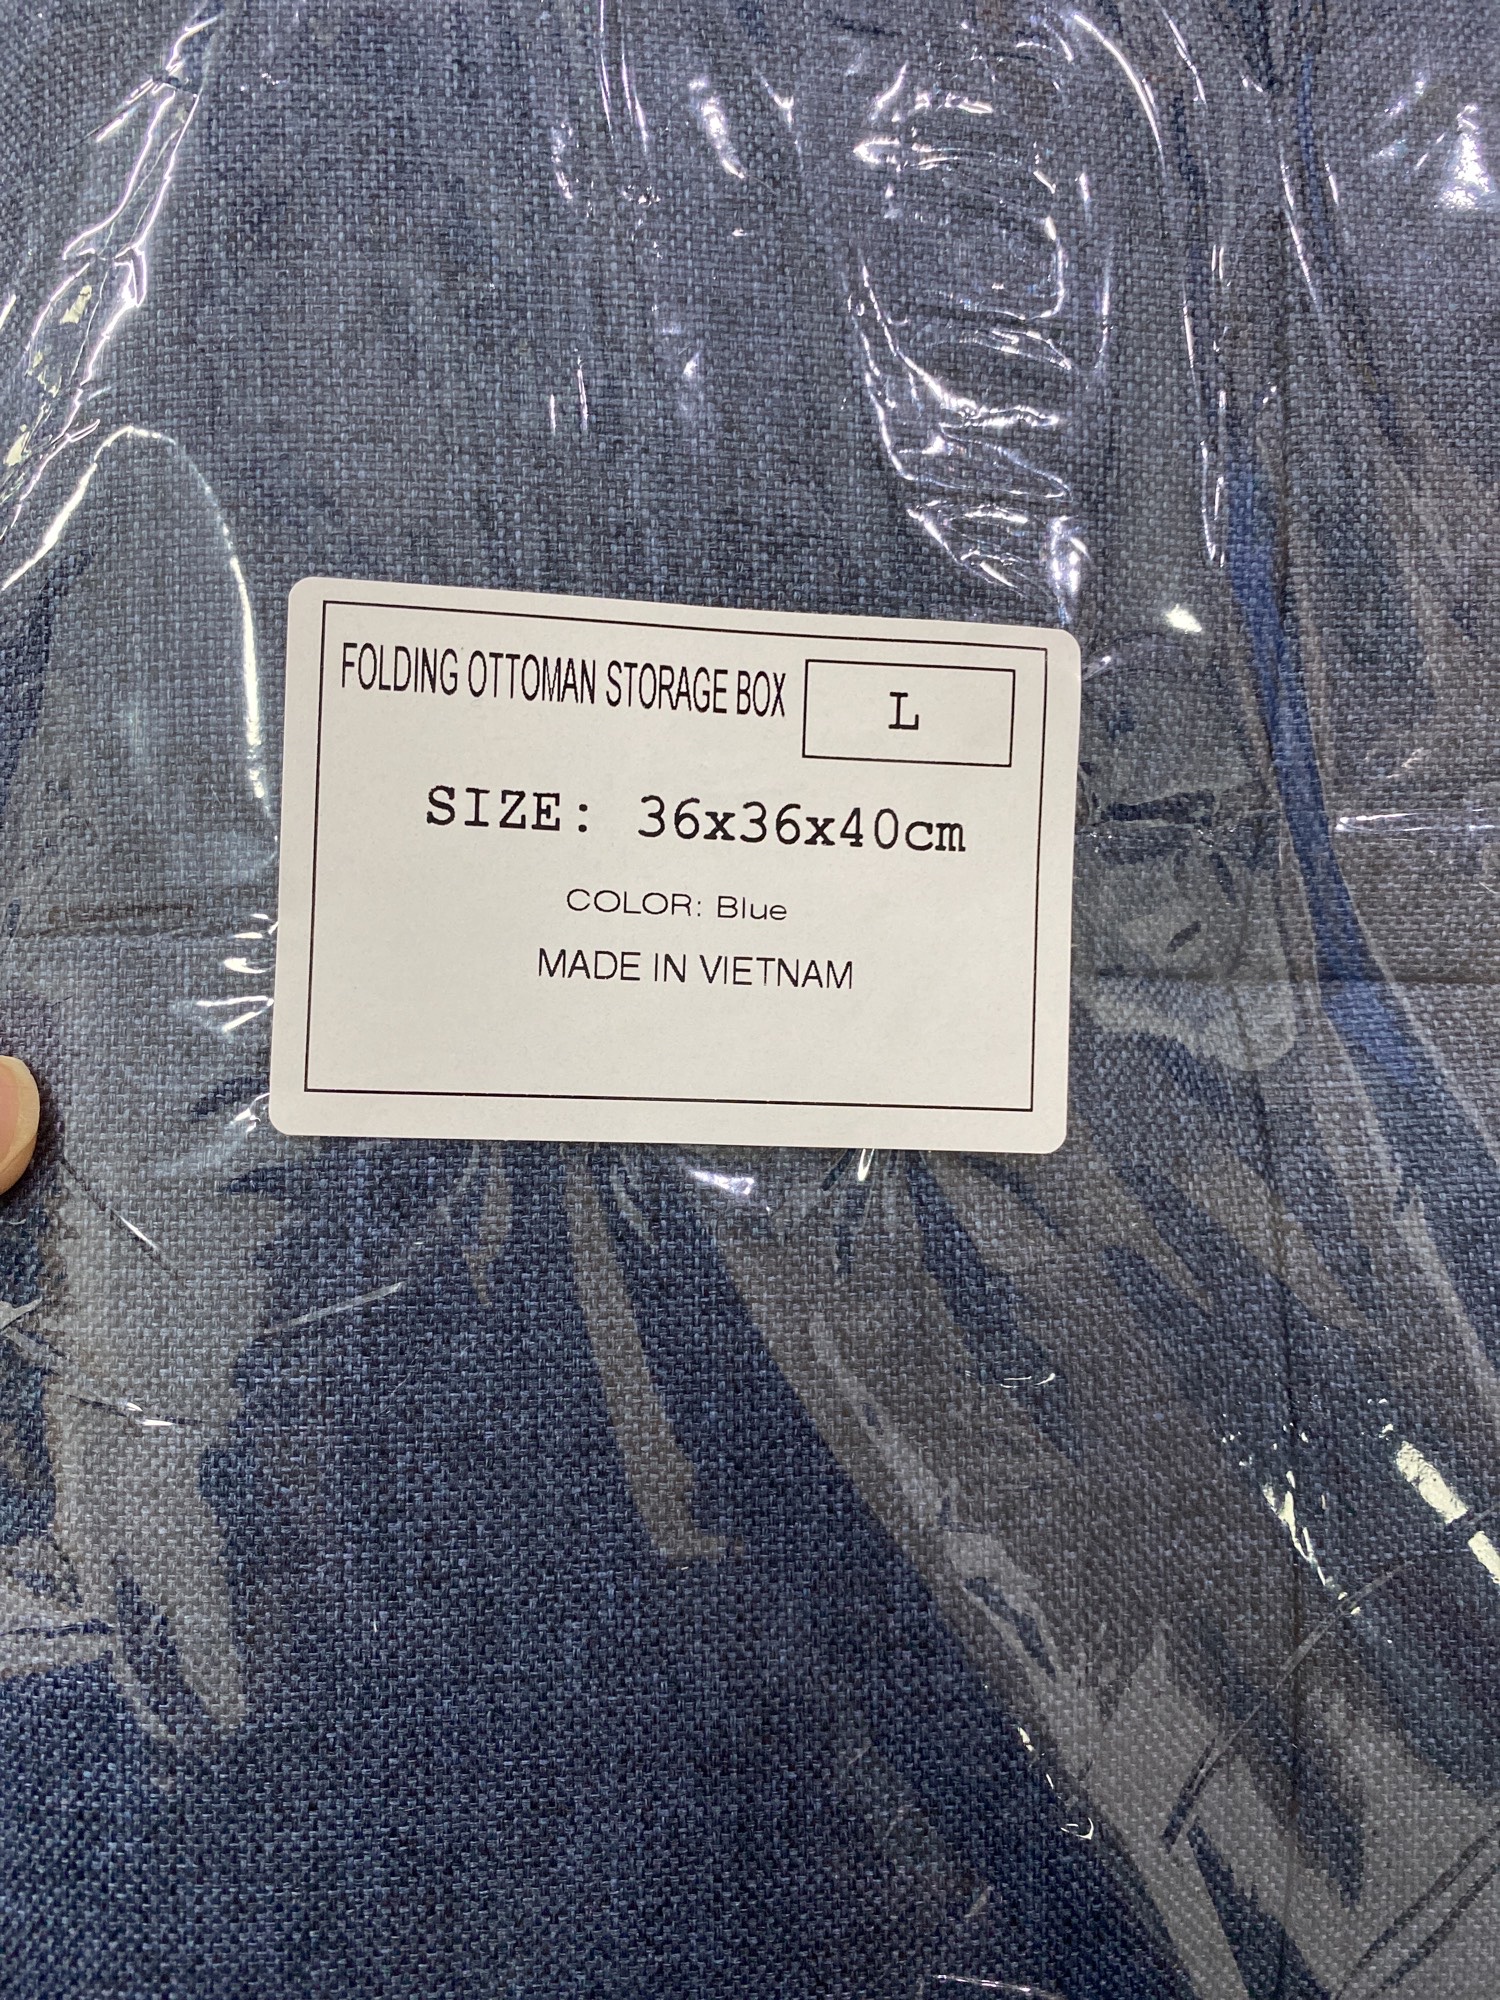 FOLDING OTTOMAN STORAGE BOX
L
SIZE: 36x36x40cm
COLOR: Blue
MADE IN VIETNAM